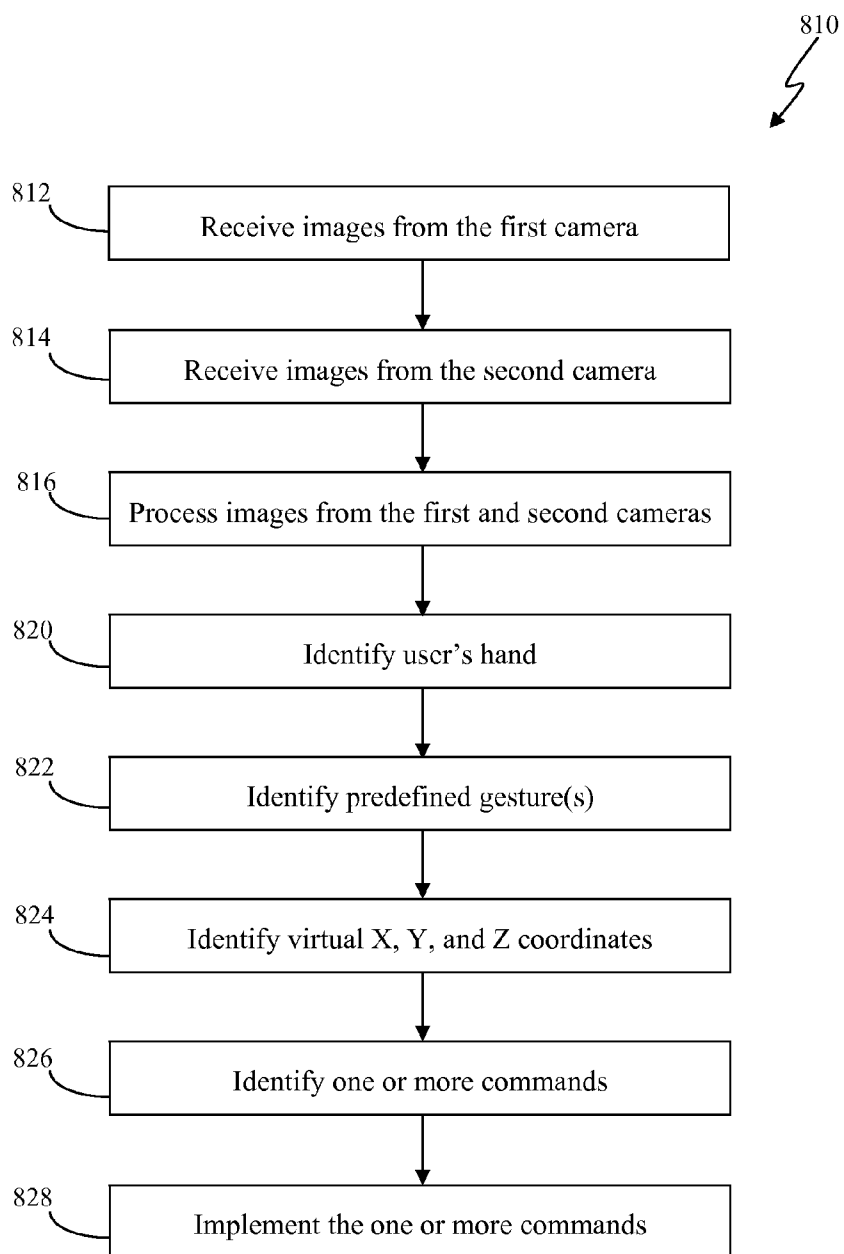 810
812
Receive images from the first camera
814
Receive images from the second camera
816
Process images from the first and second cameras
820
Identify user's hand
822
Identify predefined gesture(s)
824
Identify virtual X, Y, and Z coordinates
826
Identify one or more commands
828
Implement the one or more commands